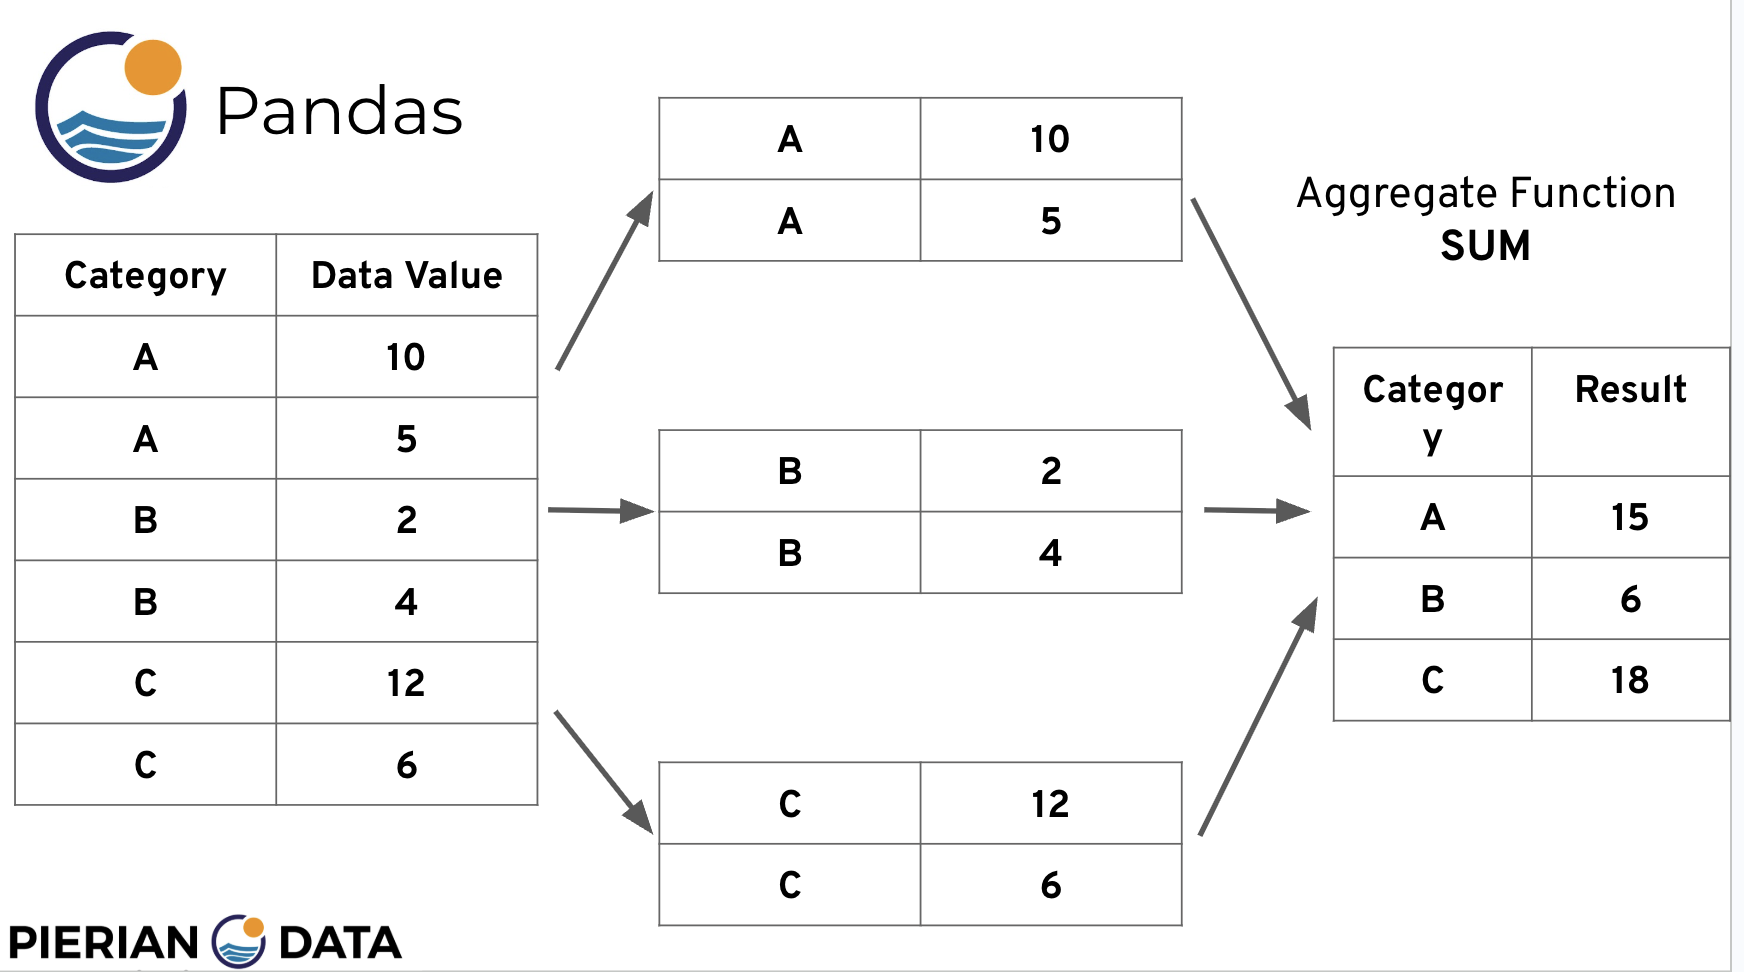 Pandas
Category Data Value
A 10
A 5
B 2
B 4
C 12
C 6
A 10
A 5
B 2
B 4
C 12
C 6
Aggregate Function
SUM
Categor Result
y
A 15
B 6
C 18
PIERIAN DATA